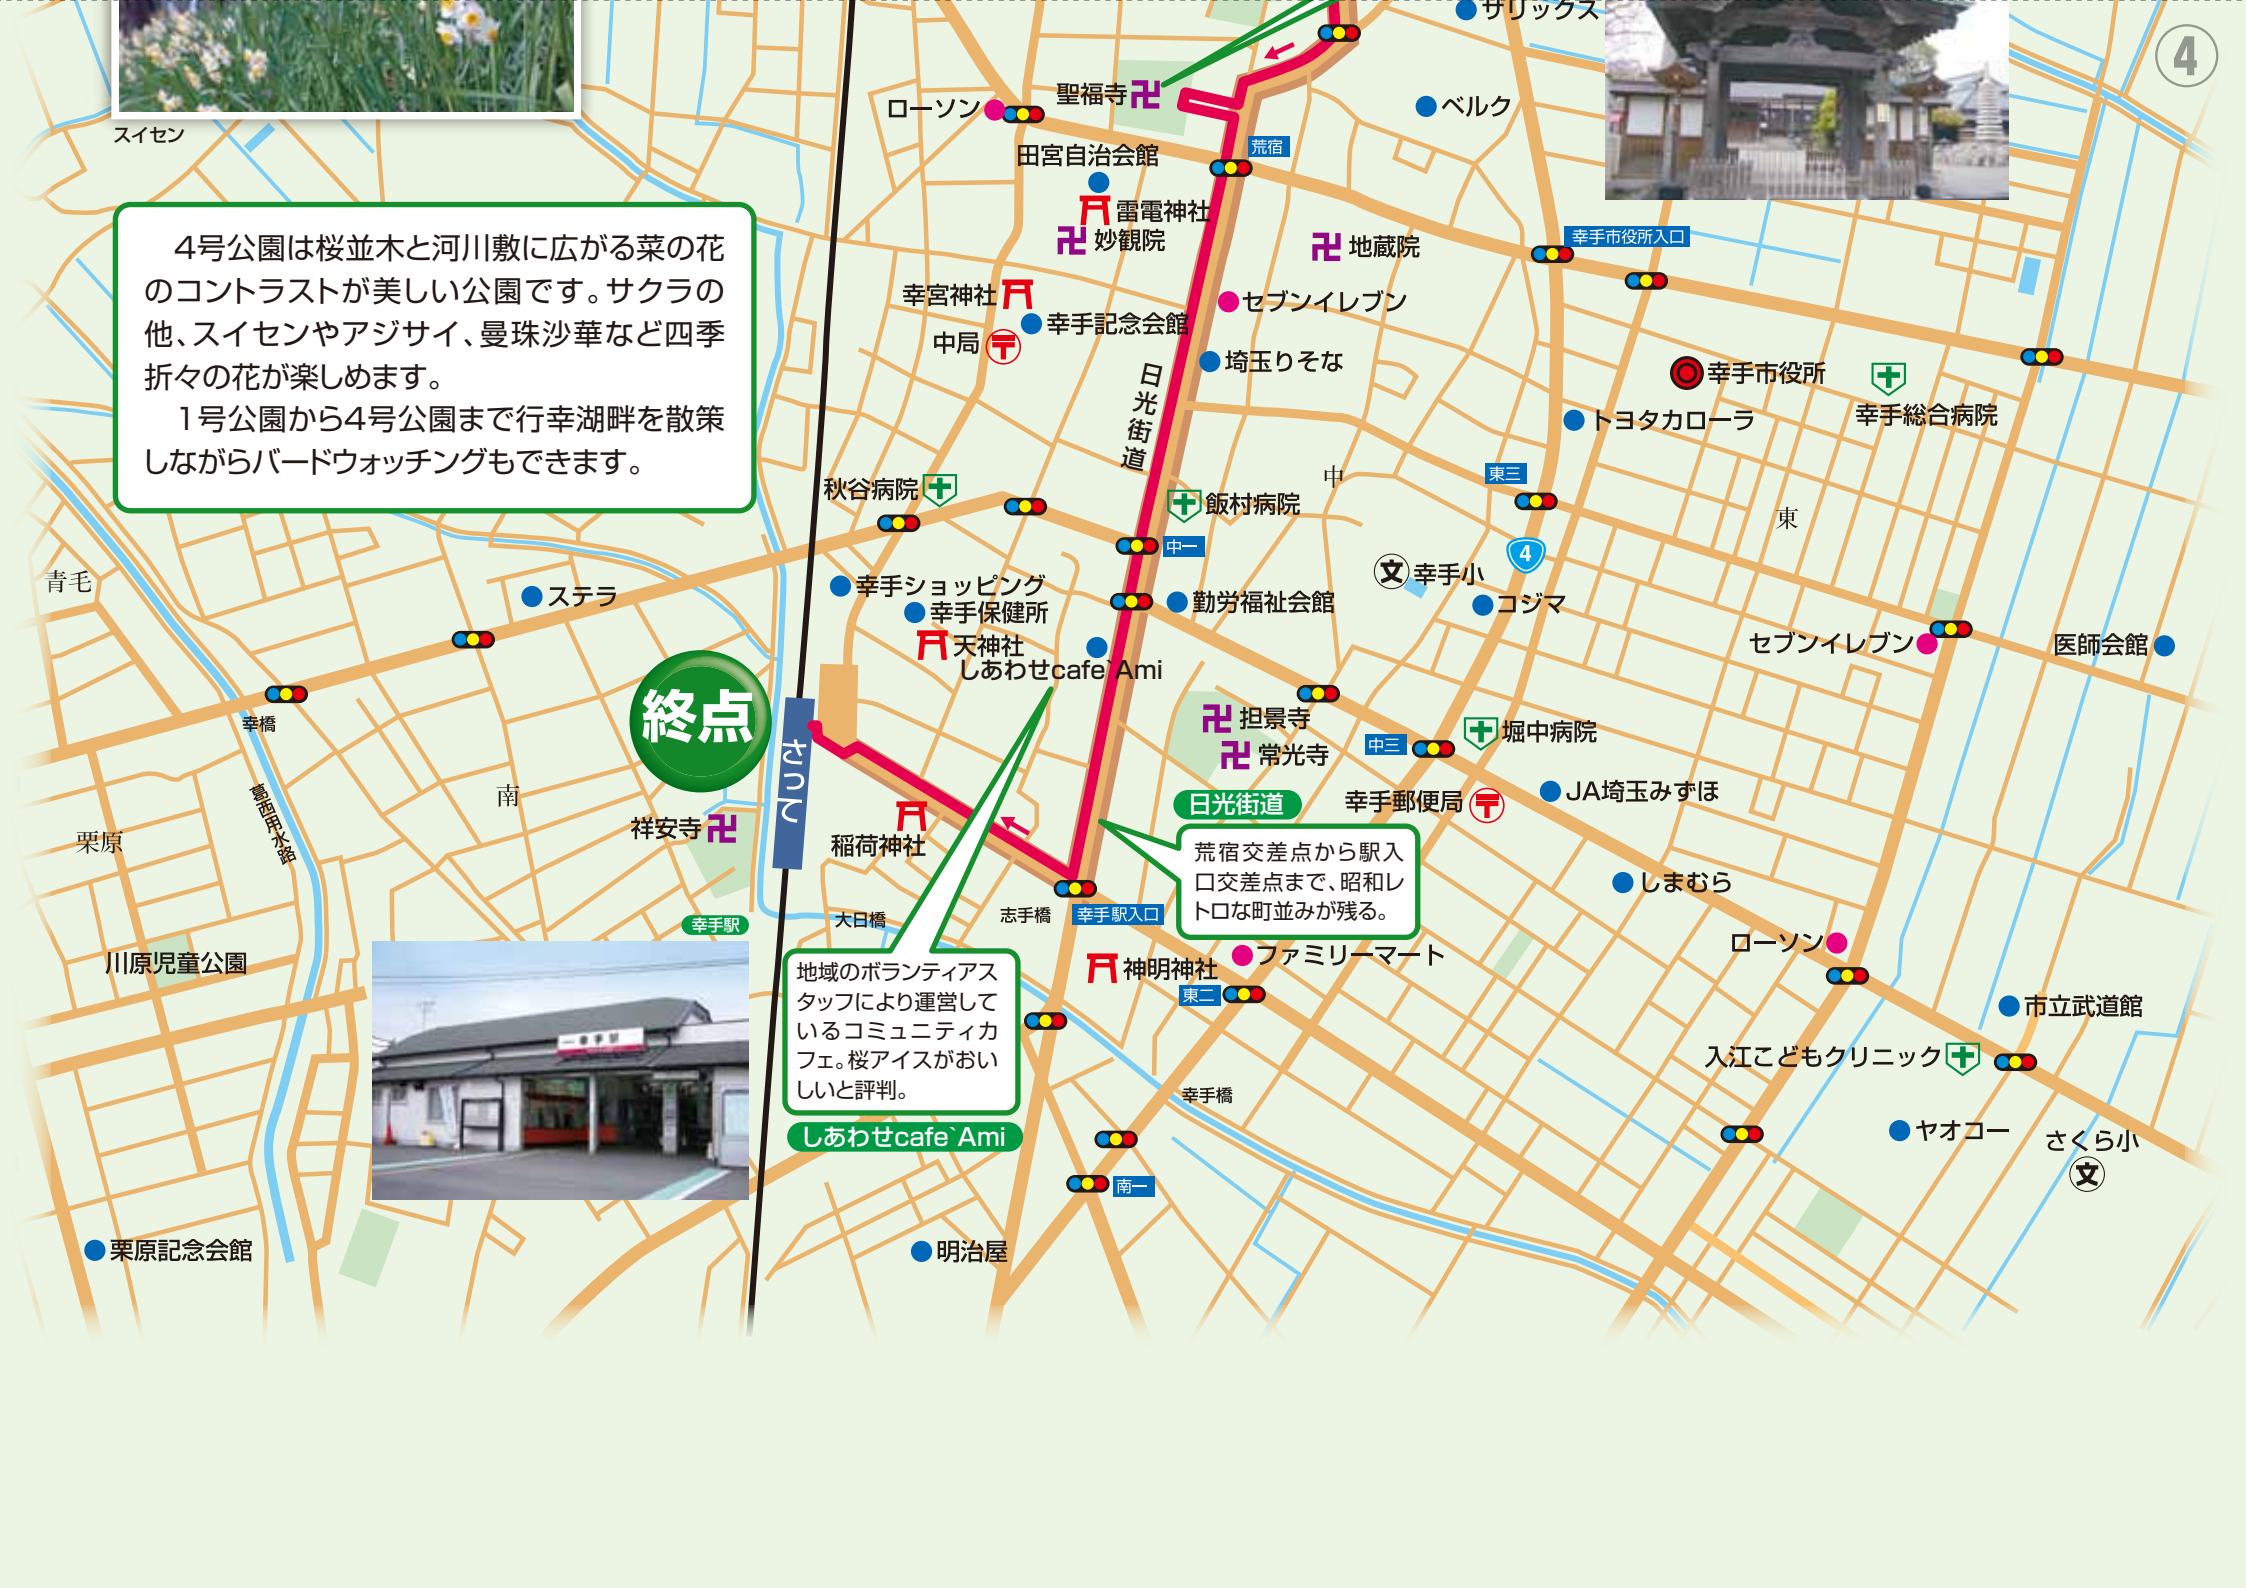 サリックス
4
聖福寺
ローソン
ベルク
スイセン
荒宿
田宮自治会館
雷電神社
妙観院
地蔵院
幸手市役所入口
4号公園は桜並木と河川敷に広がる菜の花
のコントラストが美しい公園です。サクラの
他、スイセンやアジサイ、曼珠沙華など四季
折々の花が楽しめます。
1号公園から4号公園まで行幸湖畔を散策
しながらバードウォッチングもできます。
幸宮神社
セブンイレブン
幸手記念会館
中局
埼玉りそな
日光街道
幸手市役所
幸手総合病院
トヨタカローラ
秋谷病院
飯村病院
中
東三
東
中一
4
青毛
ステラ
幸手ショッピング
幸手保健所
勤労福祉会館
幸手小
コジマ
天神社
しあわせcafe`Ami
セブンイレブン
医師会館
終点
さって
幸橋
担景寺
常光寺
中三
堀中病院
南
葛西用水路
栗原
祥安寺
稲荷神社
日光街道
幸手郵便局
JA埼玉みずほ
荒宿交差点から駅入
口交差点まで、昭和レ
トロな町並みが残る。
しまむら
幸手駅
大日橋
志手橋
幸手駅入口
ローソン
川原児童公園
幸手駅
地域のボランティアス
タッフにより運営して
いるコミュニティカ
フェ。桜アイスがおい
しいと評判。
しあわせcafe`Ami
神明神社
ファミリーマート
東二
市立武道館
入江こどもクリニック
幸手橋
ヤオコー
さくら小
南一
栗原記念会館
明治屋
文
文